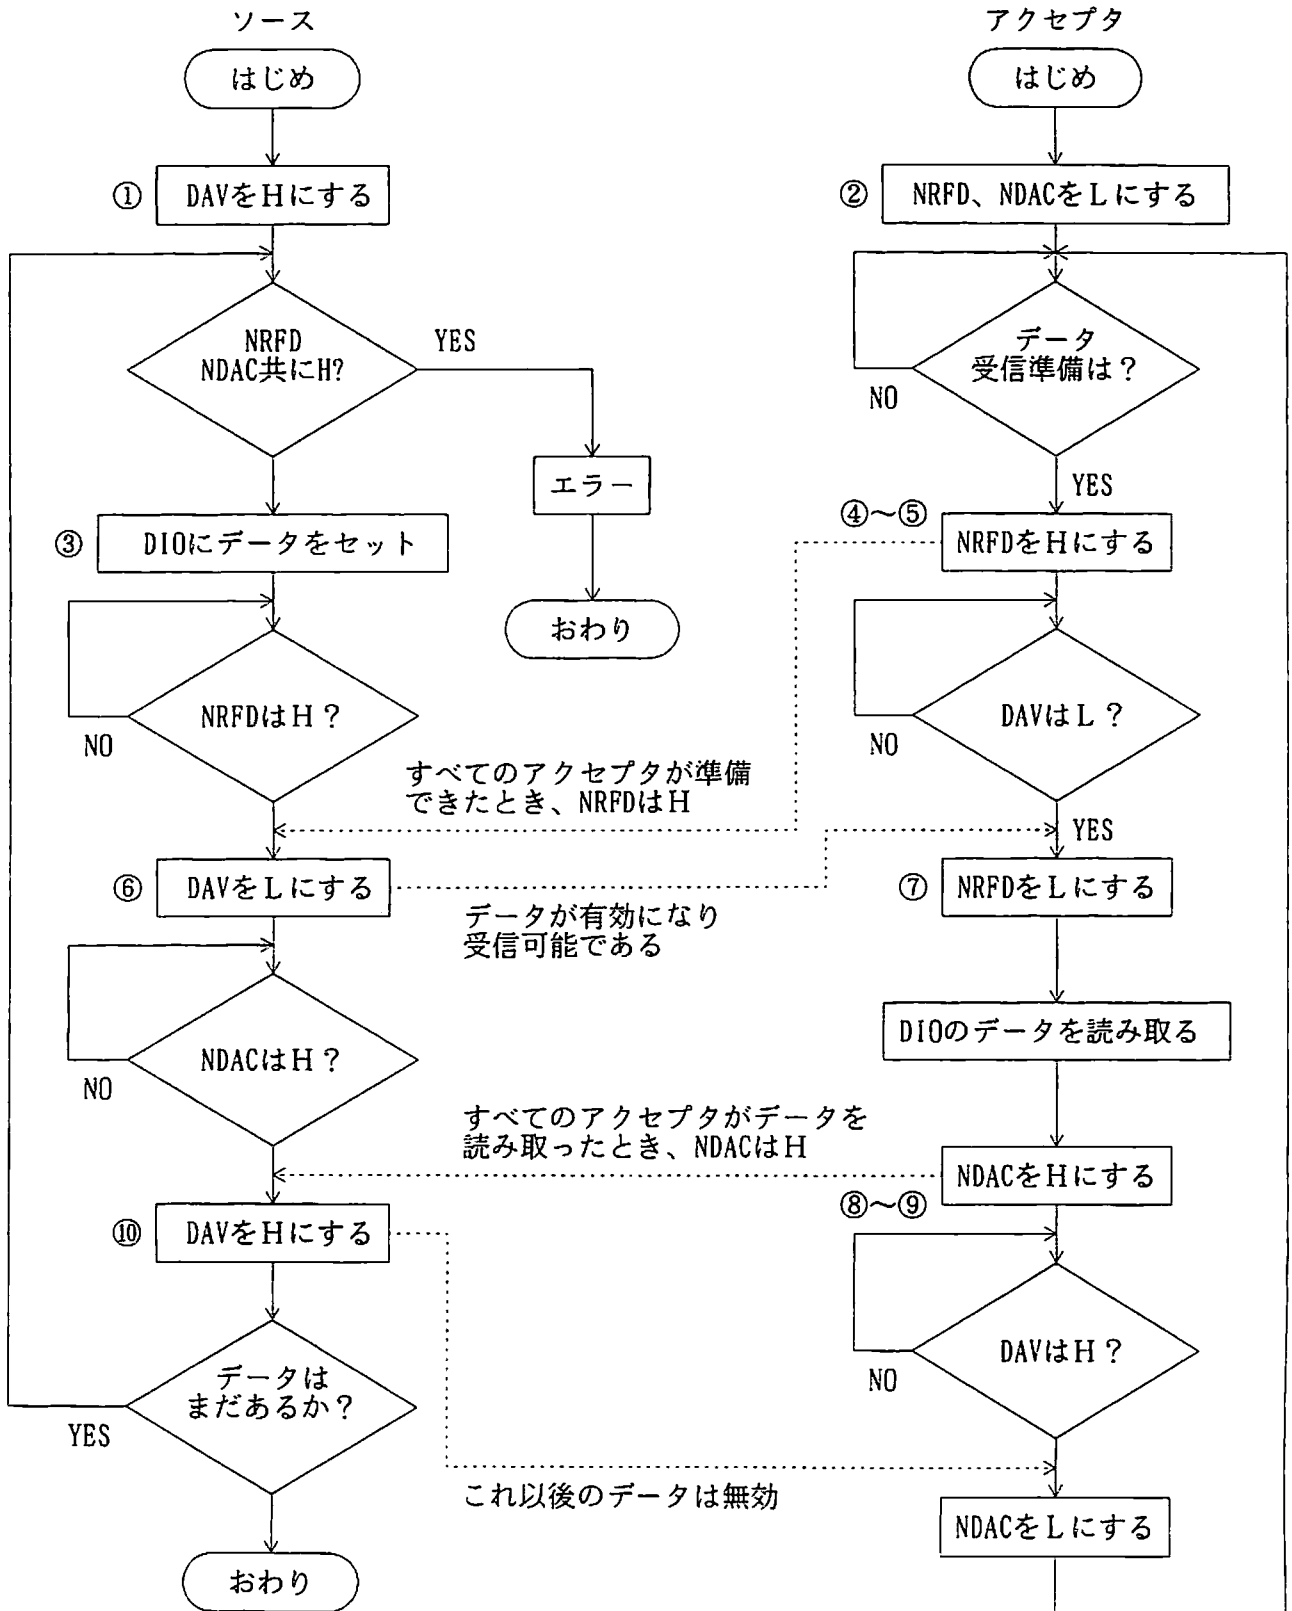 ソース
はじめ
① DAVをHにする
NRFD
NDAC共にH?
YES
エラー
おわり
③ DIOにデータをセット
NRFDはH?
NO
すべてのアクセプタが準備
できたとき、NRFDはH
⑥ DAVをLにする
データが有効になり
受信可能である
NDACはH?
NO
すべてのアクセプタがデータを
読み取ったとき、NDACはH
⑩ DAVをHにする
データは
まだあるか?
YES
これ以後のデータは無効
おわり
アクセプタ
はじめ
② NRFD、NDACをLにする
データ
受信準備は?
NO
YES
④〜⑤
NRFDをHにする
DAVはL?
NO
YES
⑦ NRFDをLにする
DIOのデータを読み取る
NDACをHにする
⑧〜⑨
DAVはH?
NO
NDACをLにする